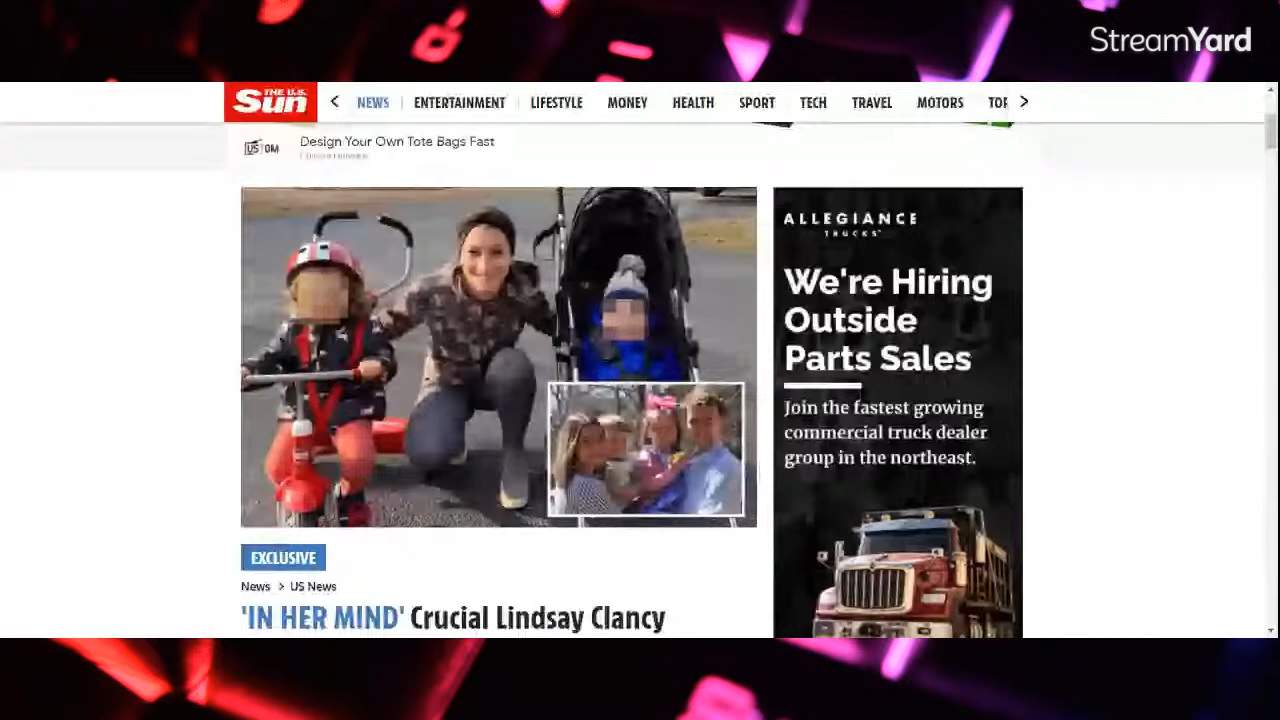 StreamYard
THE U.S. Sun
NEWS ENTERTAINMENT LIFESTYLE MONEY HEALTH SPORT TECH TRAVEL MOTORS
Design Your Own Tote Bags Fast
ALLEGIANCE
TRUCKS
We're Hiring
Outside
Parts Sales
Join the fastest growing
commercial truck dealer
group in the northeast.
EXCLUSIVE
News > US News
'IN HER MIND' Crucial Lindsay Clancy